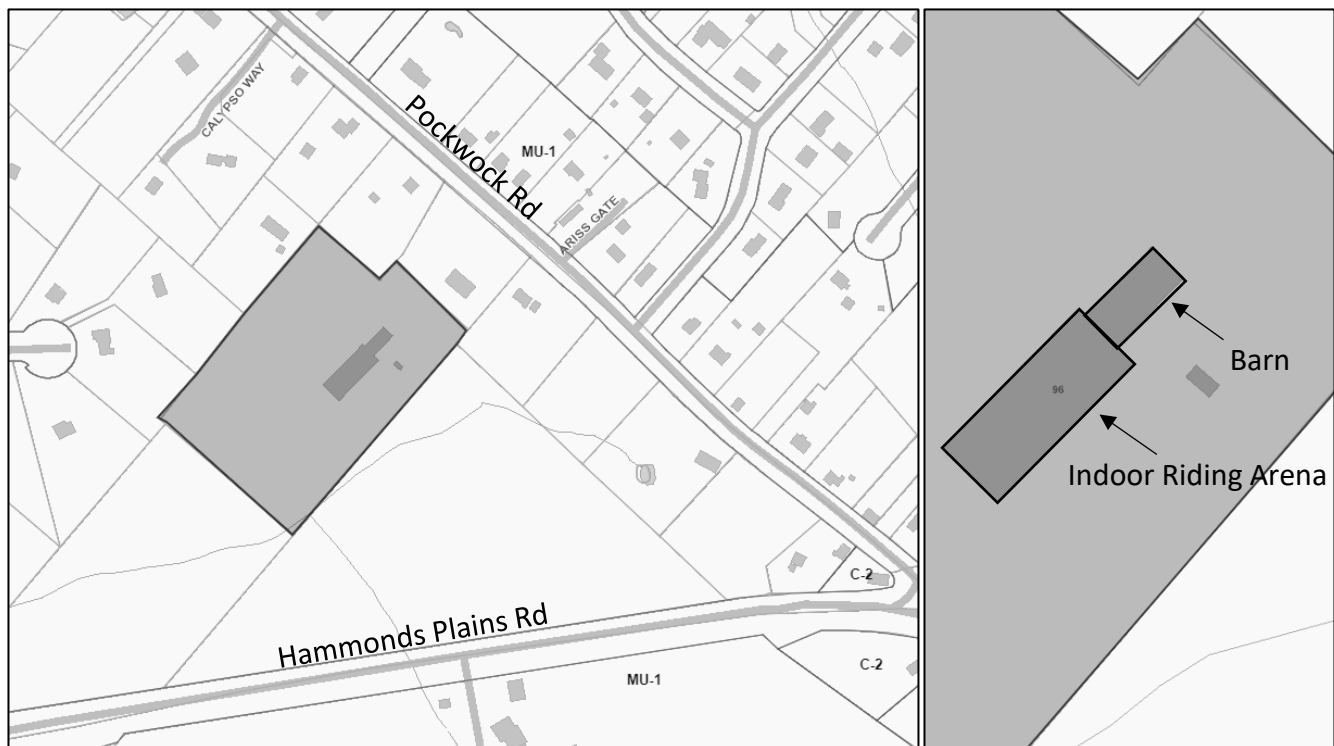 CALYPSO WAY
Pockwock Rd
MU-1
ARISS GATE
C-2
Hammonds Plains Rd
C-2
MU-1
Barn
96
Indoor Riding Arena